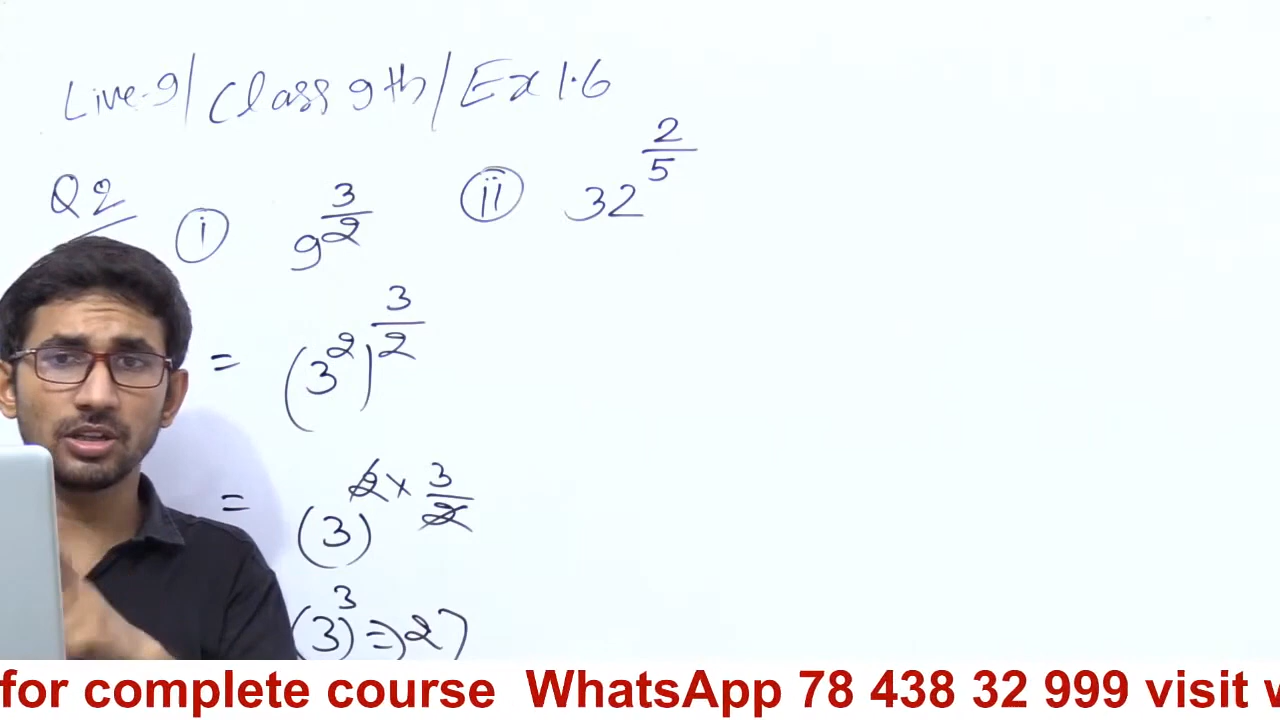 Live-9/Class 9th/Ex 1.6
Q2 (i) 9^(3/2) (ii) 32^(2/5)
= (3^2)^(3/2)
= (3)^(2×3/2)
(3)^3 ⇒ 27
for complete course WhatsApp 78 438 32 999 visit